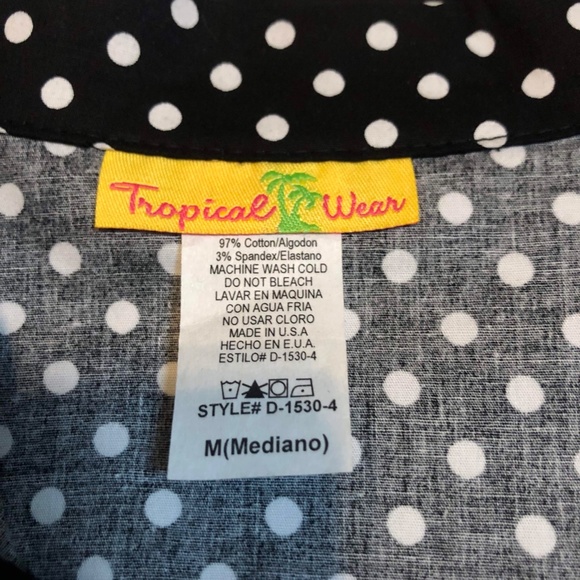 Tropical Wear
97% Cotton/Algodon
3% Spandex/Elastano
MACHINE WASH COLD
DO NOT BLEACH
LAVAR EN MAQUINA
CON AGUA FRIA
NO USAR CLORO
MADE IN U.S.A
HECHO EN E.U.A.
ESTILO# D-1530-4
STYLE# D-1530-4
M(Mediano)